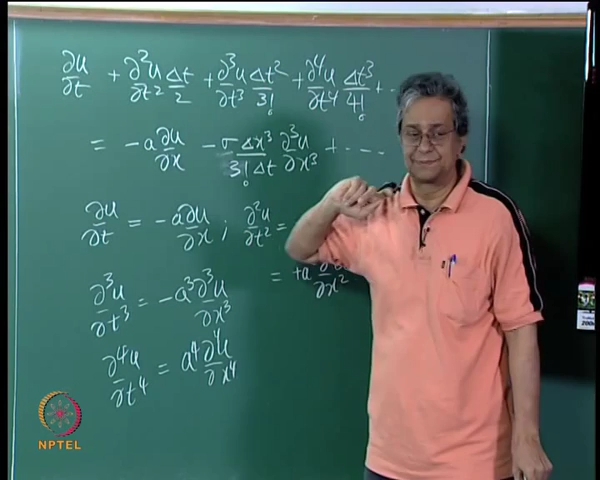 ∂u/∂t + ∂²u/∂t² Δt/2 + ∂³u/∂t³ Δt²/3! + ∂⁴u/∂t⁴ Δt³/4! + ..
= -a ∂u/∂x - σ Δx³/3! Δt ∂³u/∂x³ + ----
∂u/∂t = -a ∂u/∂x ; ∂²u/∂t² =
= +a ∂x²
∂³u/∂t³ = -a³ ∂³u/∂x³
∂⁴u/∂t⁴ = a⁴ ∂⁴u/∂x⁴
NPTEL